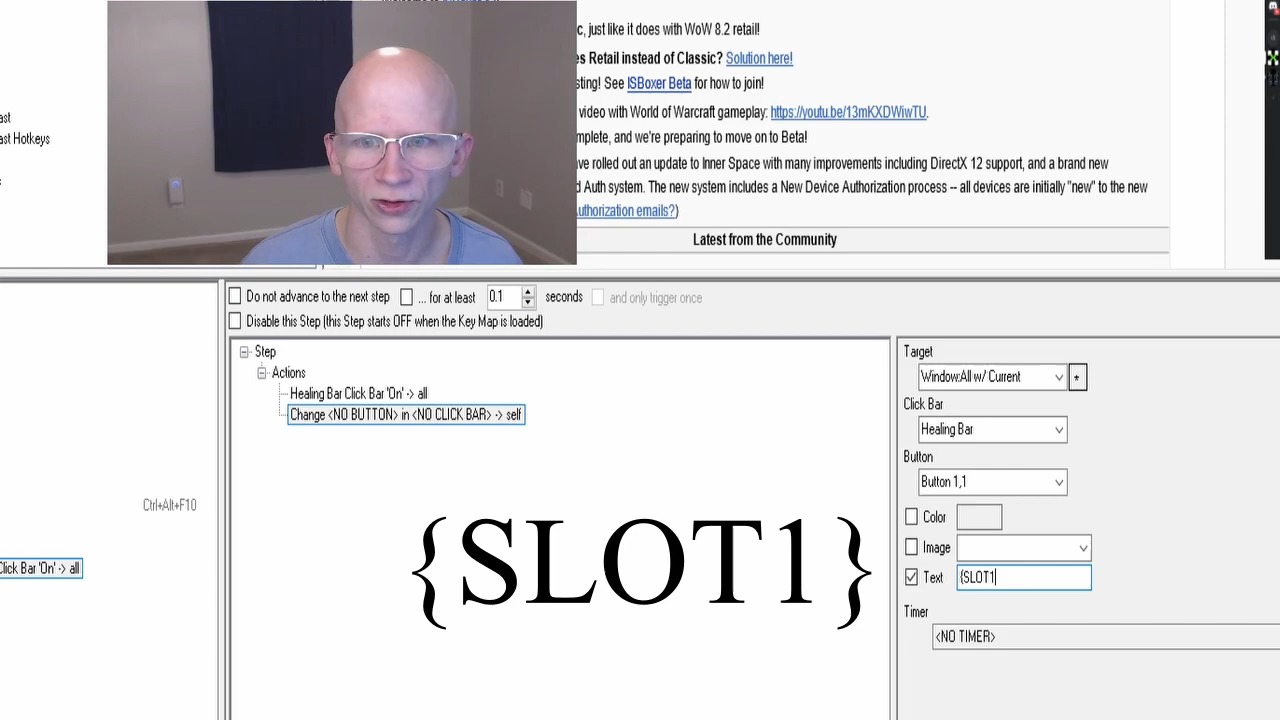 c, just like it does with WoW 8.2 retail!
es Retail instead of Classic? Solution here!
sting! See ISBoxer Beta for how to join!
video with World of Warcraft gameplay: https://youtu.be/13mKXDWiwTU.
mplete, and we're preparing to move on to Beta!
ve rolled out an update to Inner Space with many improvements including DirectX 12 support, and a brand new
d Auth system. The new system includes a New Device Authorization process -- all devices are initially "new" to the new
uthorization emails?)
Latest from the Community
ast
ast Hotkeys
Do not advance to the next step ... for at least 0.1 seconds and only trigger once
Disable this Step (this Step starts OFF when the Key Map is loaded)
Step
Actions
Healing Bar Click Bar 'On' -> all
Change <NO BUTTON> in <NO CLICK BAR> -> self
Ctrl+Alt+F10
Click Bar 'On' -> all
{SLOT1}
Target
Window:All w/ Current +
Click Bar
Healing Bar
Button
Button 1,1
Color
Image
Text {SLOT1
Timer
<NO TIMER>